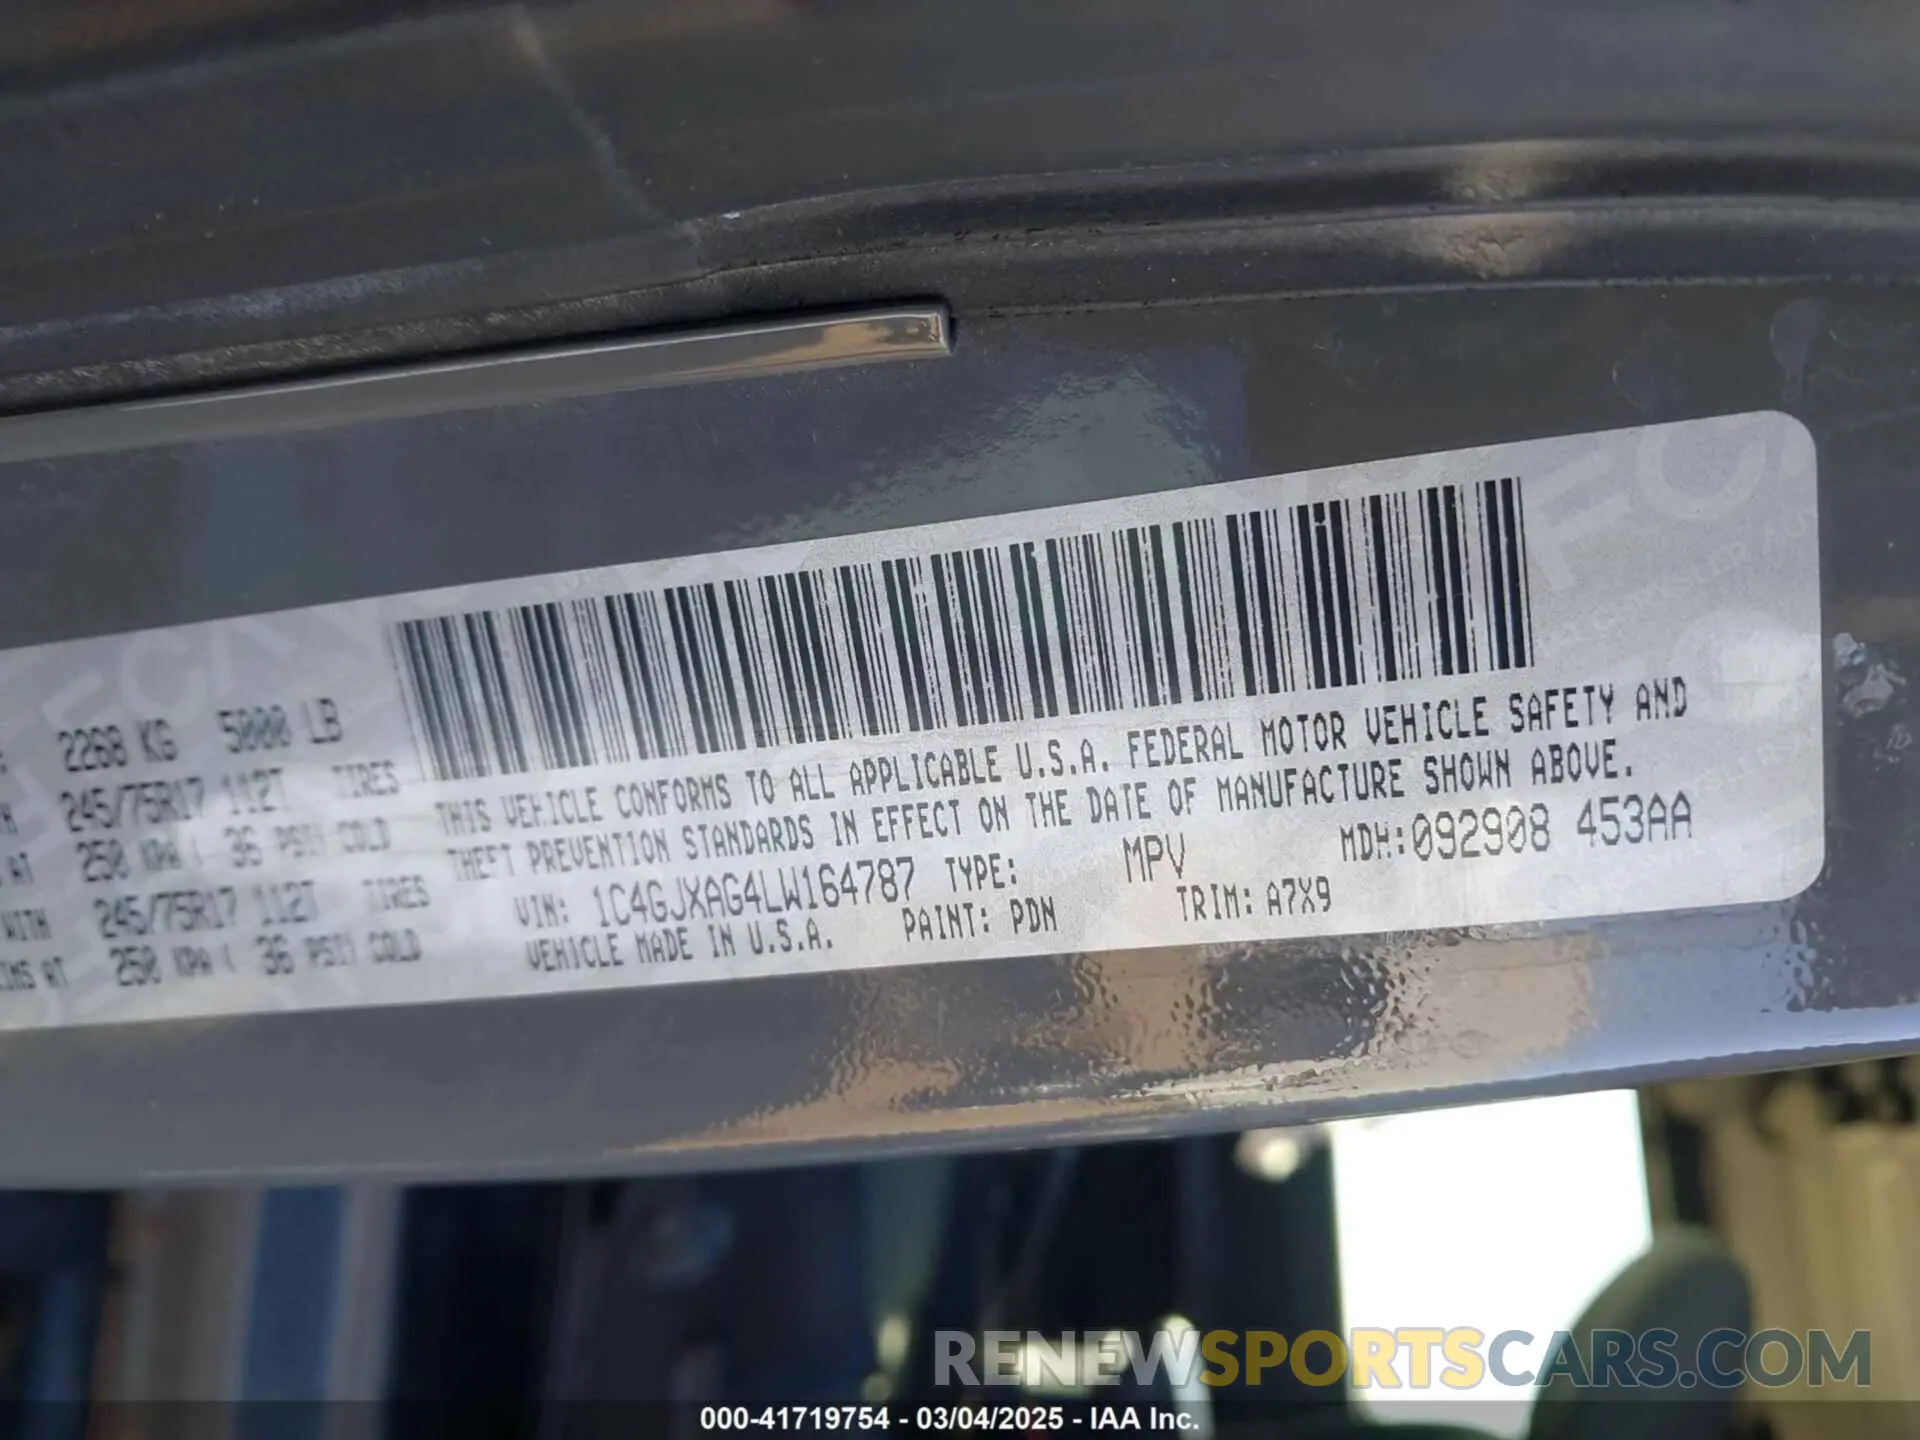 2268 KG 5000 LB
245/75R17 112T TIRES
AT 250 KPA ( 36 PSI) COLD
WITH 245/75R17 112T TIRES
AT 250 KPA ( 36 PSI) COLD
THIS VEHICLE CONFORMS TO ALL APPLICABLE U.S.A. FEDERAL MOTOR VEHICLE SAFETY AND
THEFT PREVENTION STANDARDS IN EFFECT ON THE DATE OF MANUFACTURE SHOWN ABOVE.
VIN: 1C4GJXAG4LW164787 TYPE: MPV MDH:092908 453AA
VEHICLE MADE IN U.S.A. PAINT: PDN TRIM: A7X9
RENEWSPORTSCARS.COM
000-41719754 - 03/04/2025 - IAA Inc.